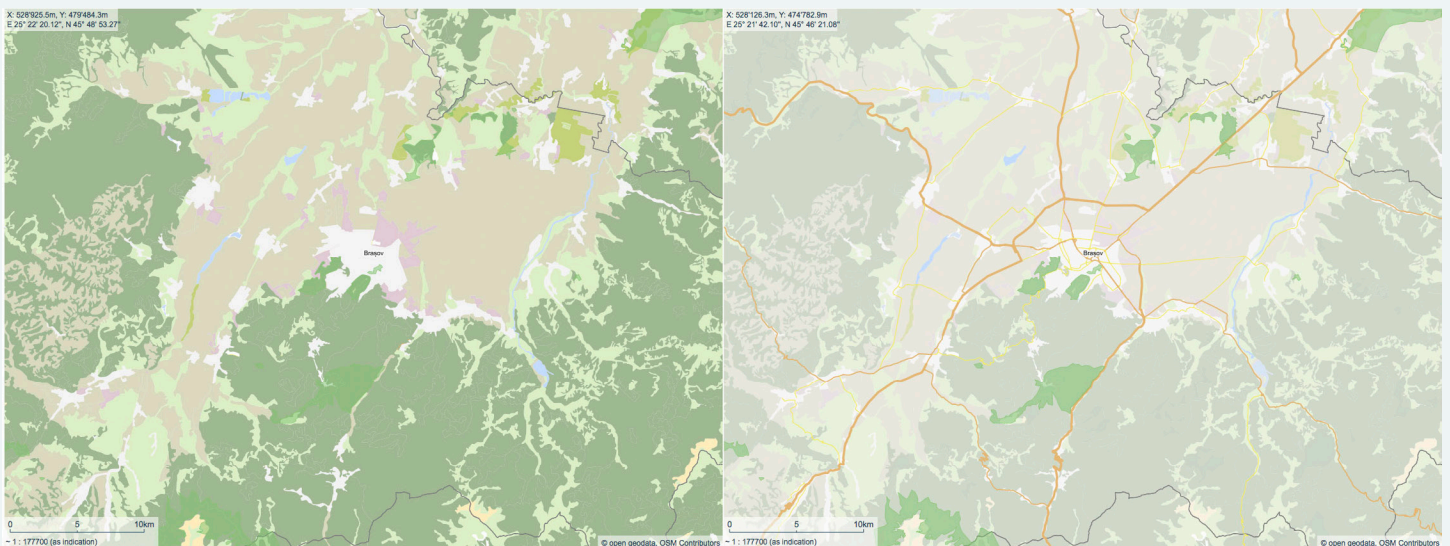 X: 528'925.5m, Y: 479'484.3m
E 25° 22' 20.12", N 45° 48' 53.27"
Brașov
0 5 10km
~ 1 : 177700 (as indication)
© open geodata, OSM Contributors
X: 528'126.3m, Y: 474'782.9m
E 25° 21' 42.10", N 45° 46' 21.08"
Brașov
0 5 10km
~ 1 : 177700 (as indication)
© open geodata, OSM Contributors